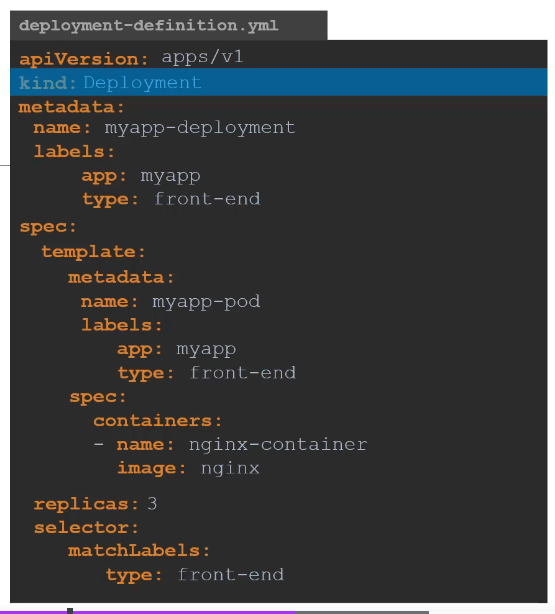 deployment-definition.yml
apiVersion: apps/v1
kind: Deployment
metadata:
name: myapp-deployment
labels:
app: myapp
type: front-end
spec:
template:
metadata:
name: myapp-pod
labels:
app: myapp
type: front-end
spec:
containers:
- name: nginx-container
image: nginx
replicas: 3
selector:
matchLabels:
type: front-end